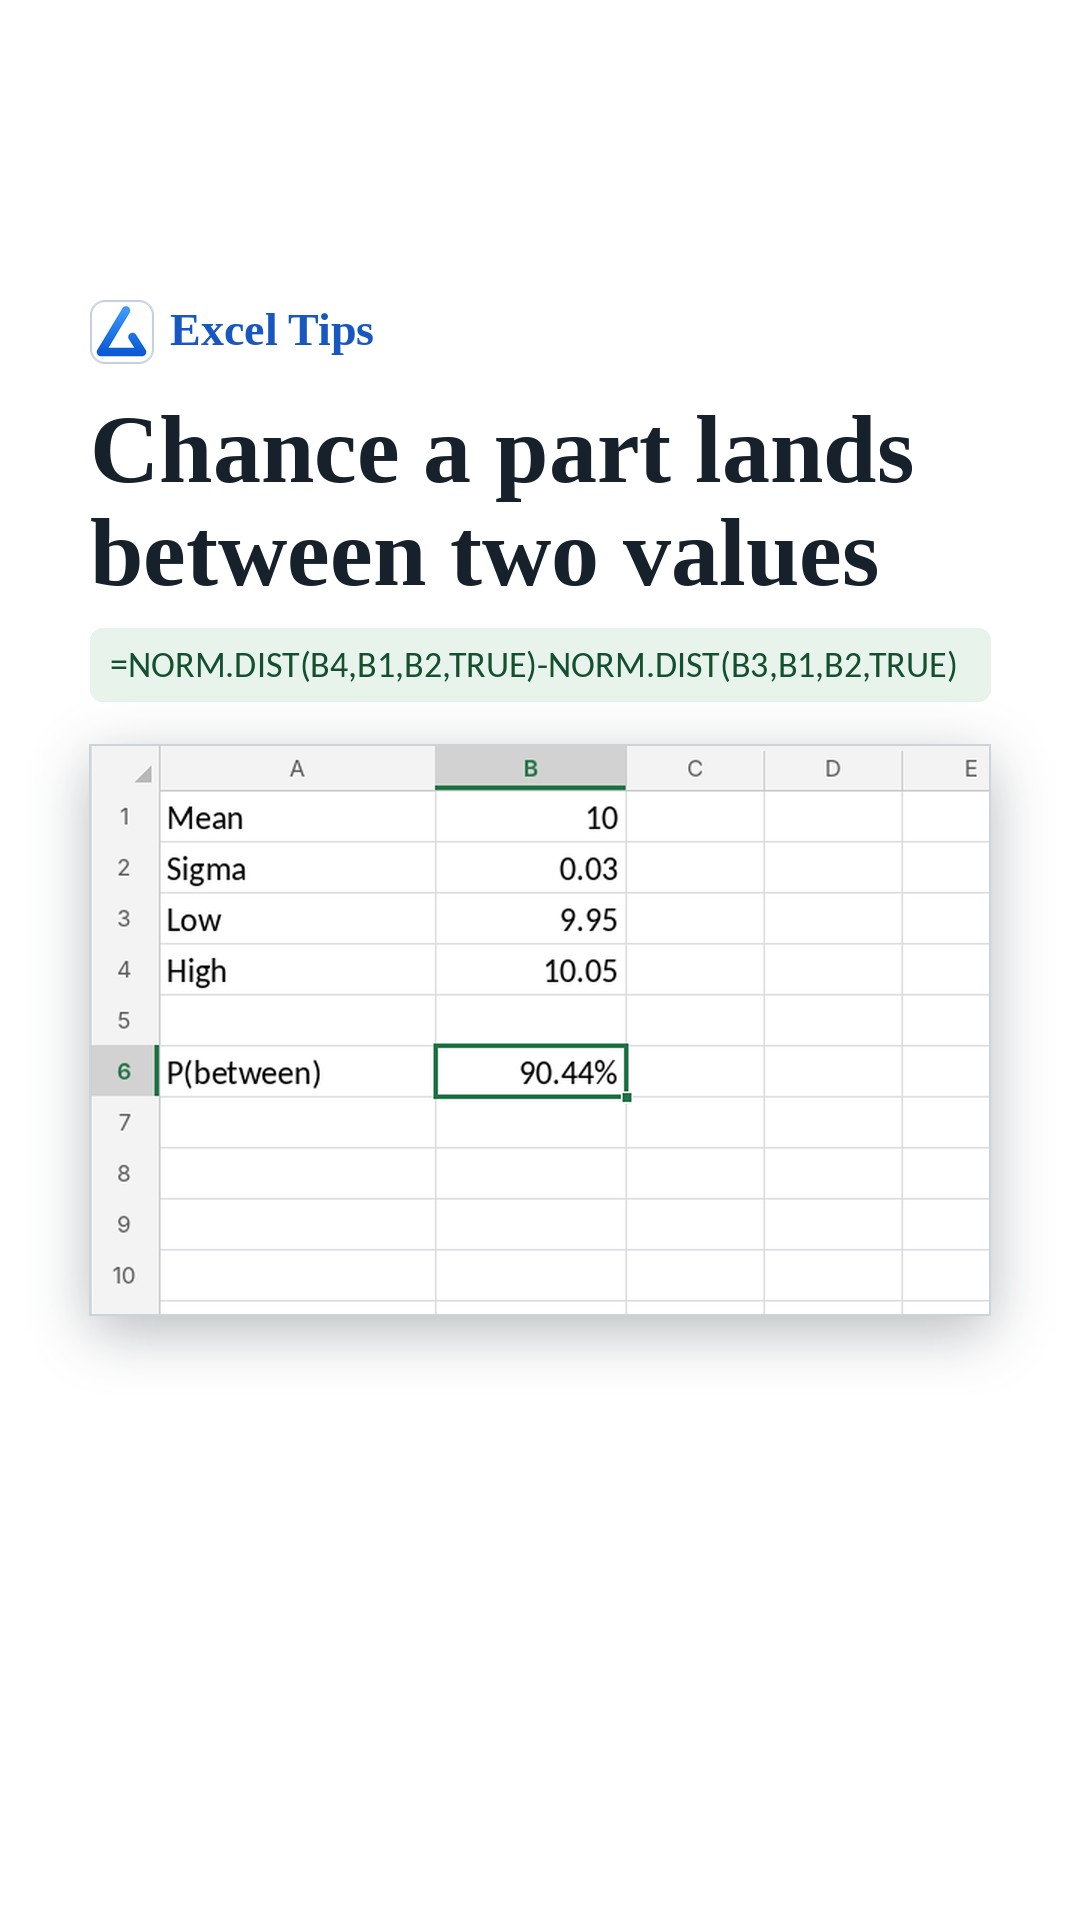 Excel Tips
Chance a part lands
between two values
=NORM.DIST(B4,B1,B2,TRUE)-NORM.DIST(B3,B1,B2,TRUE)
A B C D E
1 Mean 10
2 Sigma 0.03
3 Low 9.95
4 High 10.05
5
6 P(between) 90.44%
7
8
9
10